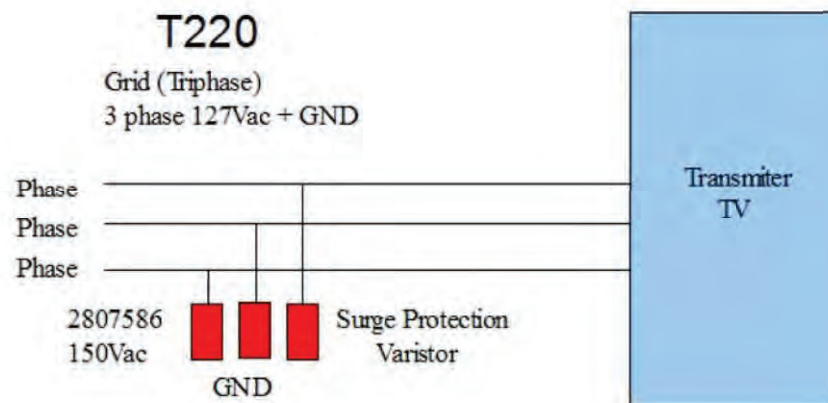 T220
Grid (Triphase)
3 phase 127Vac + GND
Phase
Phase
Phase
Transmiter
TV
2807586
150Vac
Surge Protection
Varistor
GND